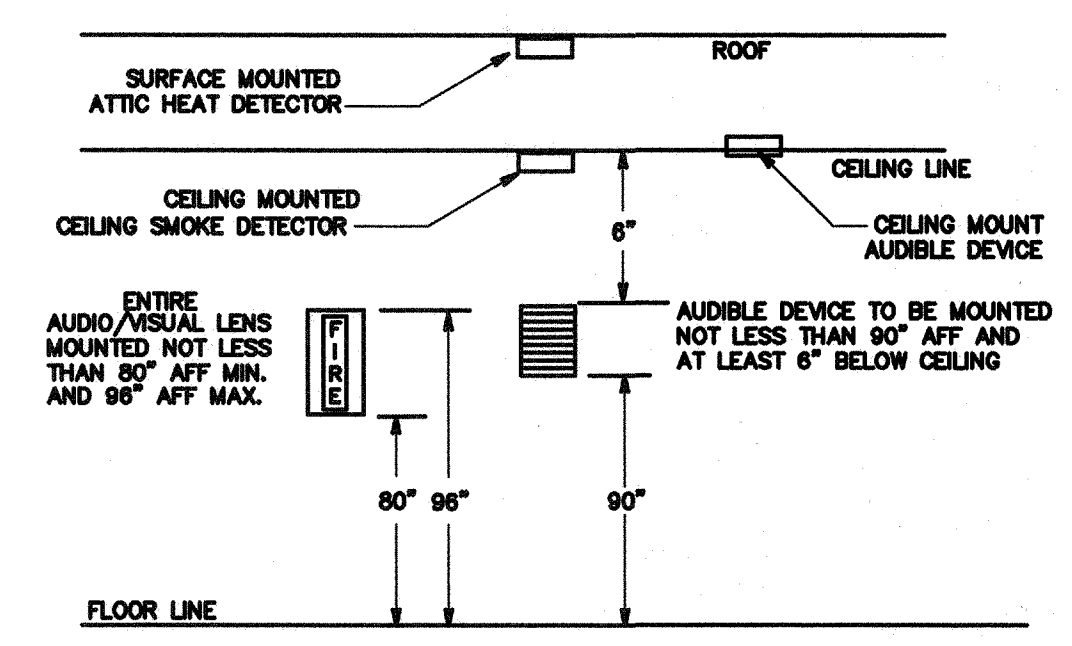 ROOF
SURFACE MOUNTED
ATTIC HEAT DETECTOR
CEILING LINE
CEILING MOUNTED
CEILING SMOKE DETECTOR
CEILING MOUNT
AUDIBLE DEVICE
6"
ENTIRE
AUDIO/VISUAL LENS
MOUNTED NOT LESS
THAN 80" AFF MIN.
AND 96" AFF MAX.
FIRE
AUDIBLE DEVICE TO BE MOUNTED
NOT LESS THAN 90" AFF AND
AT LEAST 6" BELOW CEILING
80" 96"
90"
FLOOR LINE